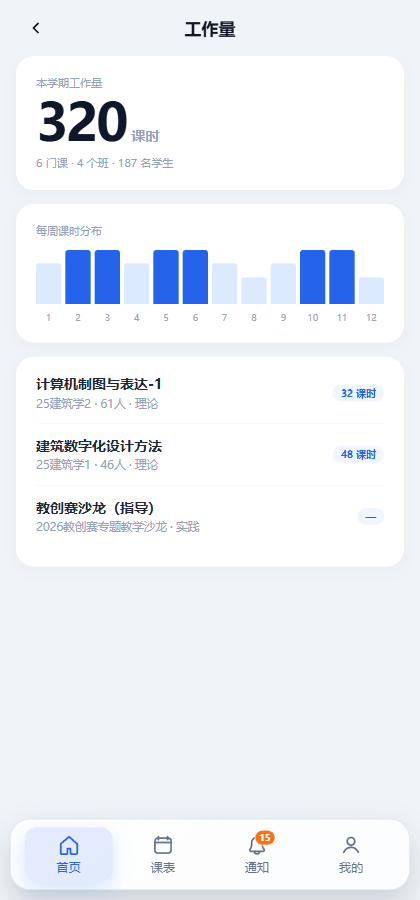 工作量
本学期工作量
320 课时
6 门课 · 4 个班 · 187 名学生
每周课时分布
1 2 3 4 5 6 7 8 9 10 11 12
计算机制图与表达-1
32 课时
25建筑学2 · 61人 · 理论
建筑数字化设计方法
48 课时
25建筑学1 · 46人 · 理论
教创赛沙龙（指导）
—
2026教创赛专题教学沙龙 · 实践
15
首页 课表 通知 我的